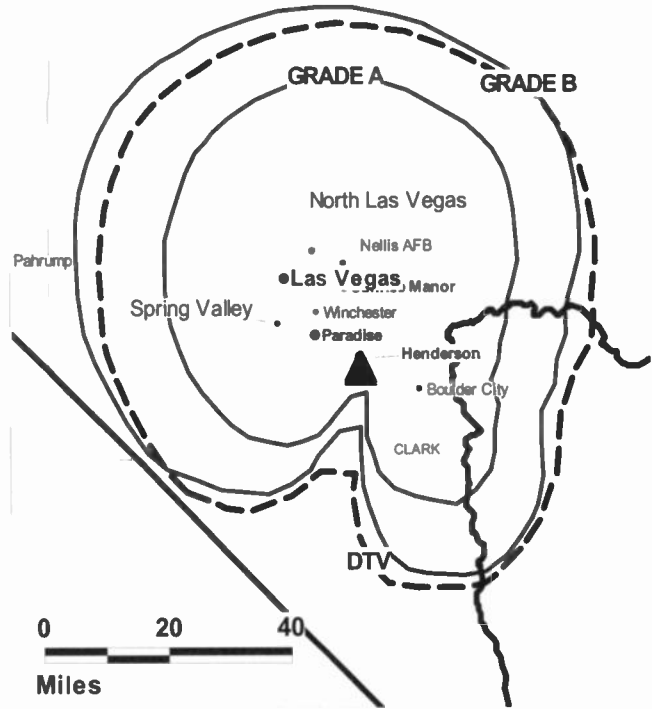 GRADE A
GRADE B
North Las Vegas
Nellis AFB
Pahrump
Las Vegas
Manor
Spring Valley
Winchester
Paradise
Henderson
Boulder City
CLARK
DTV
0 20 40
Miles